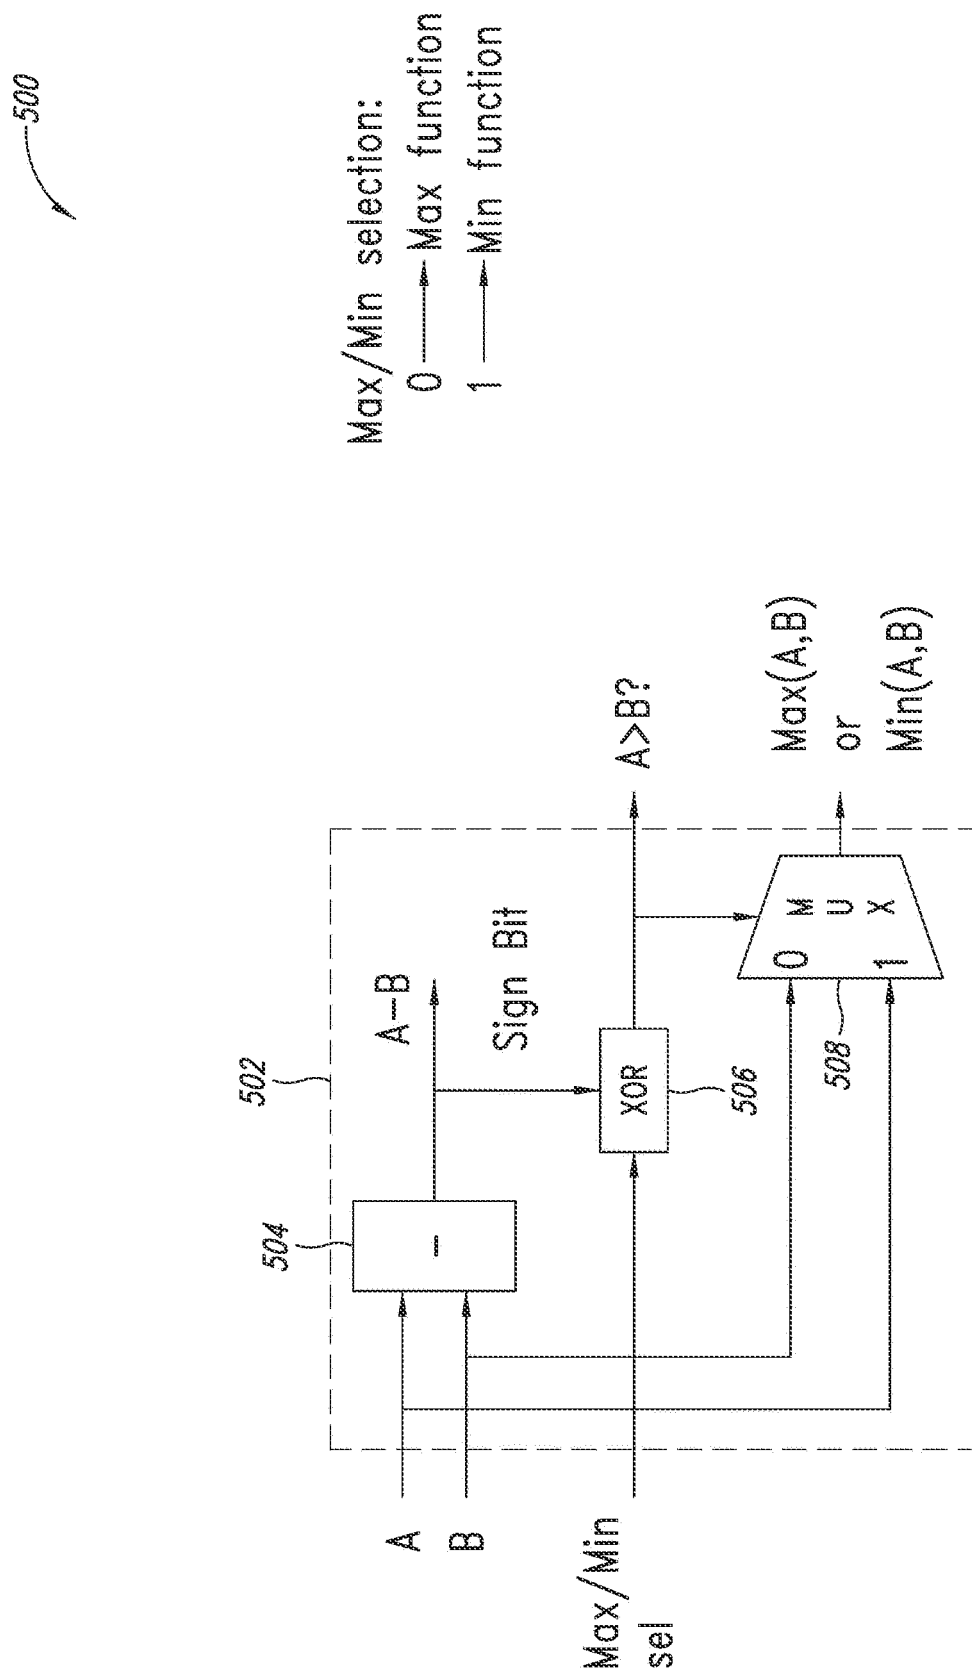 500
Max/Min selection:
0 Max function
1 Min function
502
504
A
B
-
A-B
Sign Bit
Max/Min
sel
XOR
506
A>B?
0
1
MUX
508
Max(A,B)
or
Min(A,B)